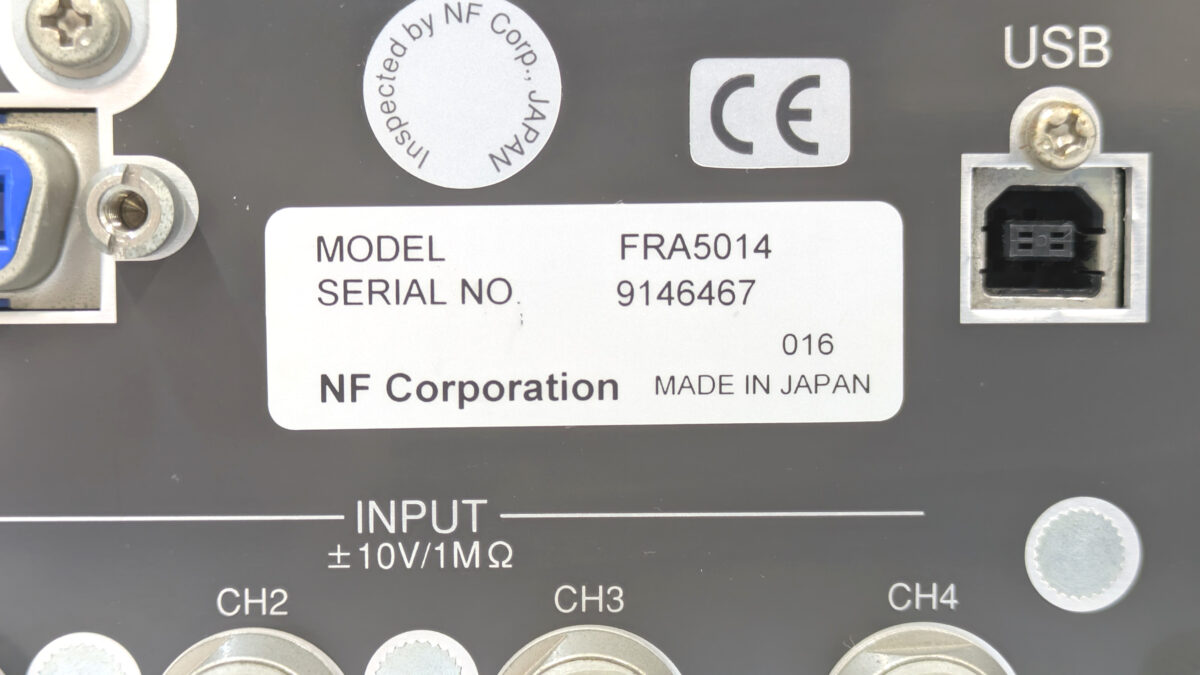 Inspected by NF Corp., JAPAN
CE
USB
MODEL FRA5014
SERIAL NO. 9146467
016
NF Corporation MADE IN JAPAN
INPUT
±10V/1MΩ
CH2 CH3 CH4